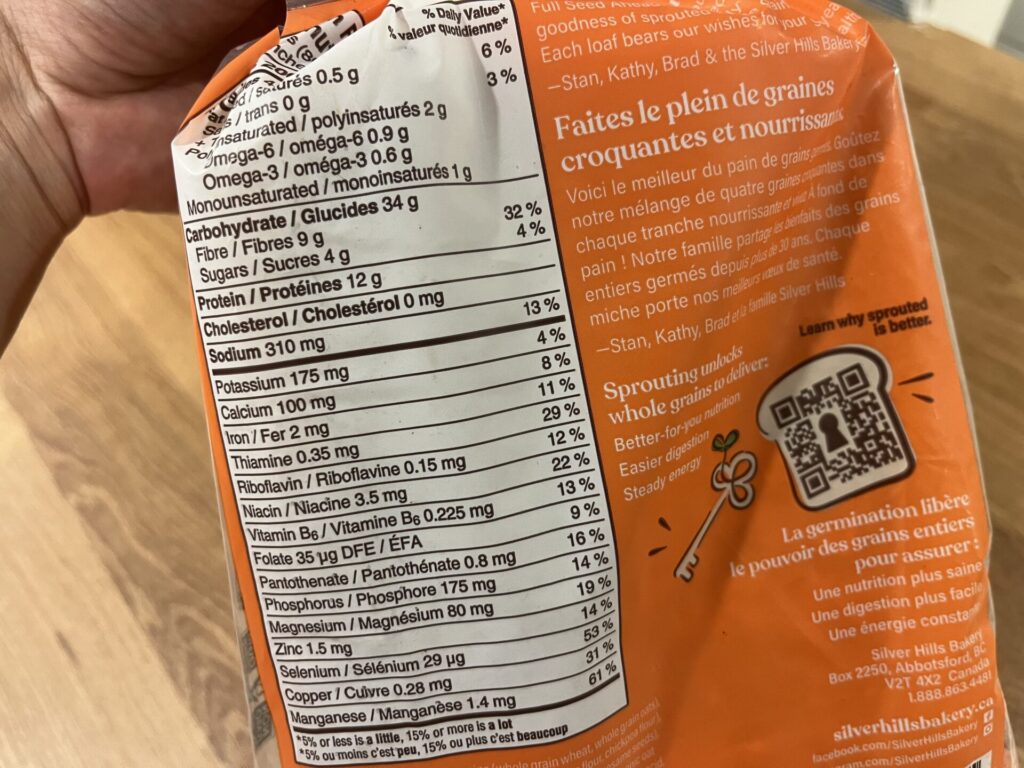 % Daily Value*
% valeur quotidienne*
6 %
saturés 0.5 g
3 %
/ trans 0 g
/ polyinsaturés 2 g
Omega-6 / oméga-6 0.9 g
Omega-3 / oméga-3 0.6 g
Monounsaturated / monoinsaturés 1 g
Carbohydrate / Glucides 34 g
Fibre / Fibres 9 g 32 %
Sugars / Sucres 4 g 4 %
Protein / Protéines 12 g
Cholesterol / Cholestérol 0 mg
Sodium 310 mg 13 %
Potassium 175 mg 4 %
Calcium 100 mg 8 %
Iron / Fer 2 mg 11 %
Thiamine 0.35 mg 29 %
Riboflavin / Riboflavine 0.15 mg 12 %
Niacin / Niacine 3.5 mg 22 %
Vitamin B6 / Vitamine B6 0.225 mg 13 %
Folate 35 µg DFE / ÉFA 9 %
Pantothenate / Pantothénate 0.8 mg 16 %
Phosphorus / Phosphore 175 mg 14 %
Magnesium / Magnésium 80 mg 19 %
Zinc 1.5 mg 14 %
Selenium / Sélénium 29 µg 53 %
Copper / Cuivre 0.28 mg 31 %
Manganese / Manganèse 1.4 mg 61 %
*5% or less is a little, 15% or more is a lot
*5% ou moins c'est peu, 15% ou plus c'est beaucoup
Full Seed
goodness of sprouted
Each loaf bears our wishes for your
—Stan, Kathy, Brad & the Silver Hills Bakery
Faites le plein de graines
croquantes et nourrissantes
Voici le meilleur du pain de grains germés Goûtez
notre mélange de quatre graines croquantes dans
chaque tranche nourrissante et vivez À fond de
pain ! Notre famille partage les bienfaits des grains
entiers germés depuis plus de 30 ans. Chaque
miche porte nos meilleurs vœux de santé.
—Stan, Kathy, Brad et la famille Silver Hills
Learn why sprouted
is better.
Sprouting unlocks
whole grains to deliver:
Better-for-you nutrition
Easier digestion
Steady energy
La germination libère
le pouvoir des grains entiers
pour assurer :
Une nutrition plus saine
Une digestion plus facile
Une énergie constante
Silver Hills Bakery
Box 2250, Abbotsford, BC
V2T 4X2 Canada
1.888.863.4481
silverhillsbakery.ca
facebook.com/SilverHillsBakery
ram.com/SilverHillsBakery
whole grain wheat, whole grain oats,
flour, chickpea flour),